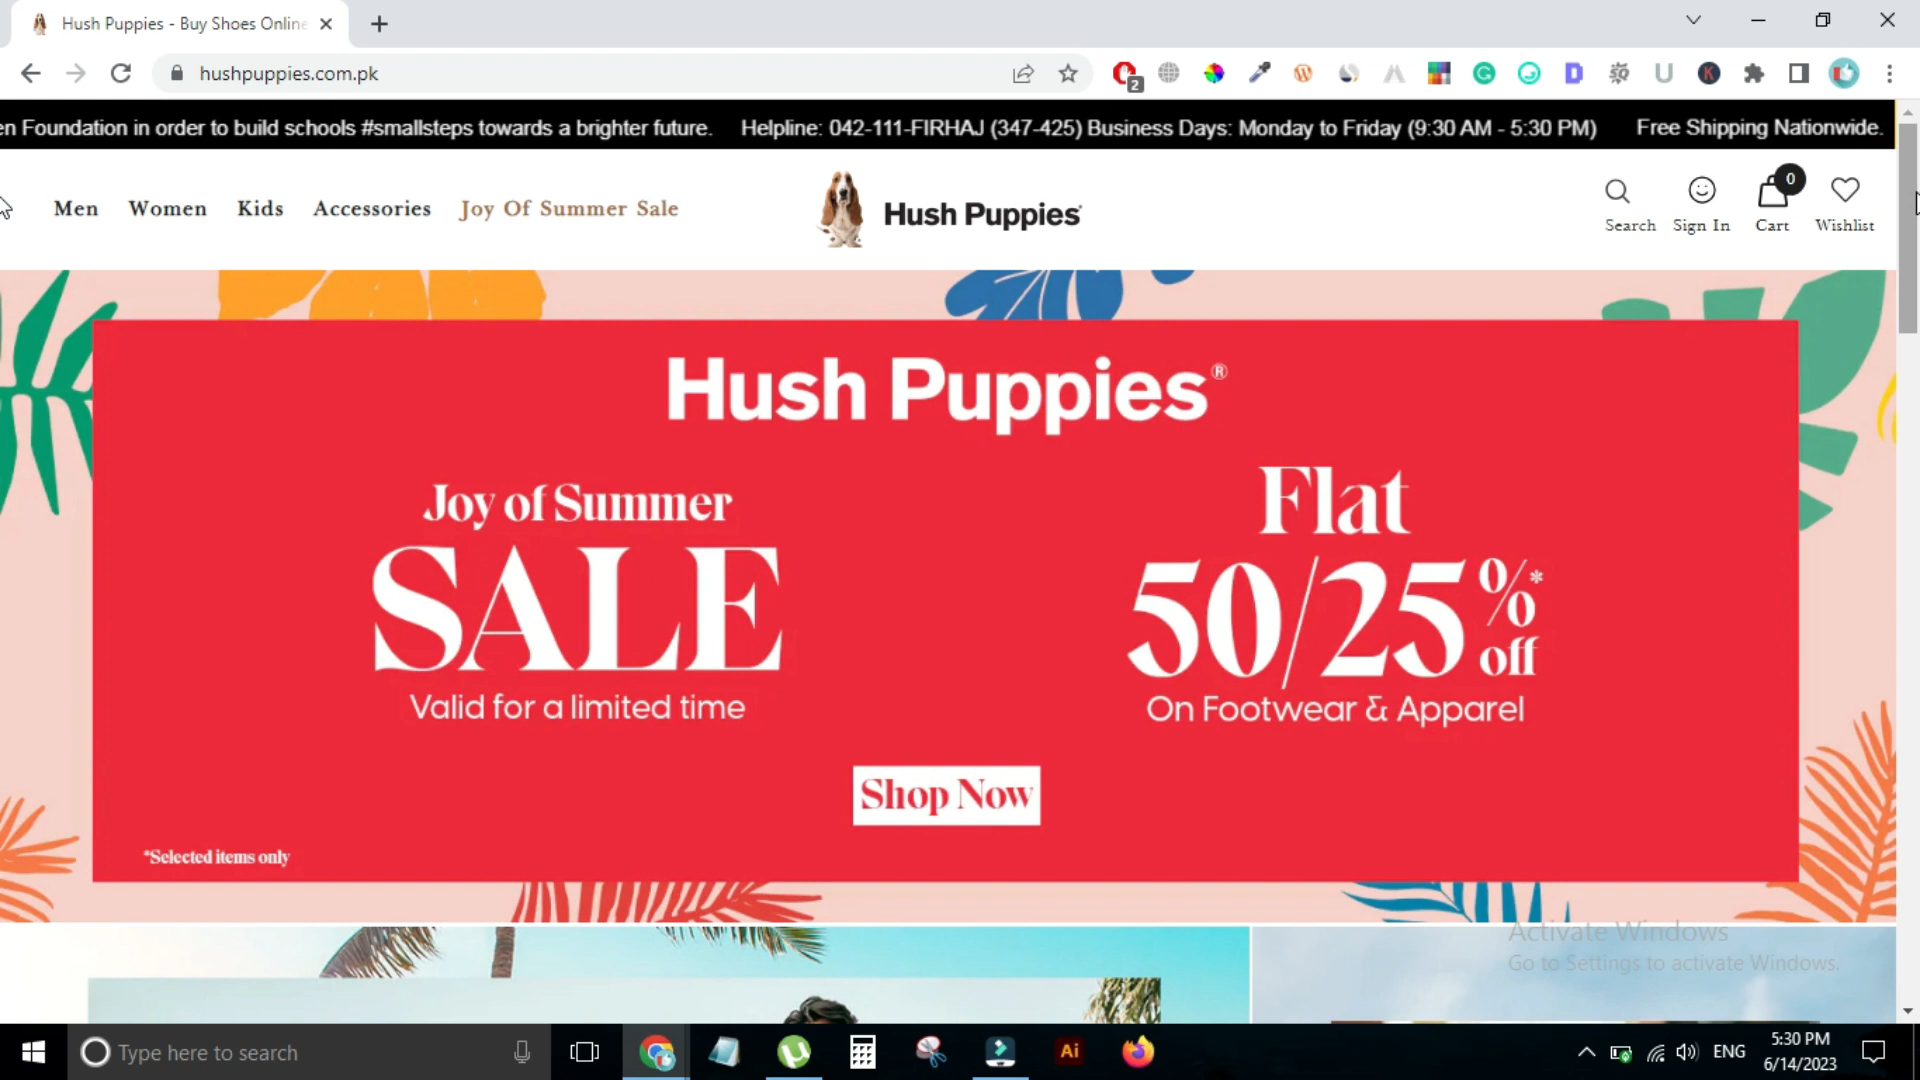 Hush Puppies - Buy Shoes Online
hushpuppies.com.pk
2
en Foundation in order to build schools #smallsteps towards a brighter future. Helpline: 042-111-FIRHAJ (347-425) Business Days: Monday to Friday (9:30 AM - 5:30 PM) Free Shipping Nationwide.
Men Women Kids Accessories Joy Of Summer Sale
Hush Puppies
0
Search Sign In Cart Wishlist
Hush Puppies®
Joy of Summer
SALE
Valid for a limited time
Flat
50/25%* off
On Footwear & Apparel
Shop Now
*Selected items only
Activate Windows
Go to Settings to activate Windows.
Type here to search
Ai
ENG
5:30 PM
6/14/2023